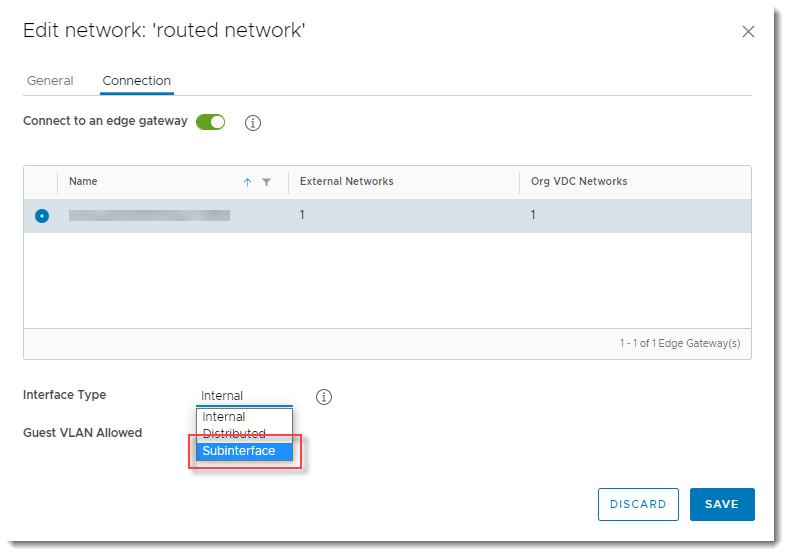 Edit network: 'routed network'
General Connection
Connect to an edge gateway
Name External Networks Org VDC Networks
1 1
1 - 1 of 1 Edge Gateway(s)
Interface Type Internal
Internal
Guest VLAN Allowed Distributed
Subinterface
DISCARD SAVE